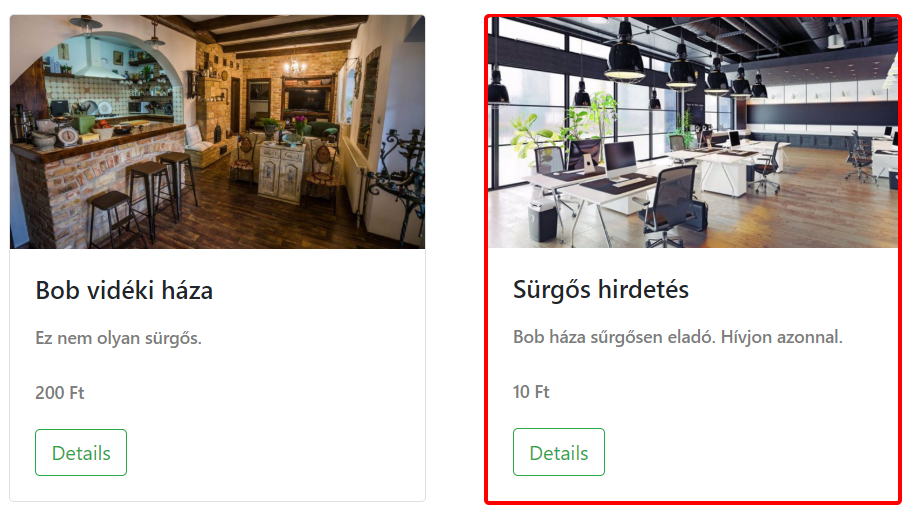 Bob vidéki háza
Ez nem olyan sürgős.
200 Ft
Details
Sürgős hirdetés
Bob háza sűrgősen eladó. Hívjon azonnal.
10 Ft
Details